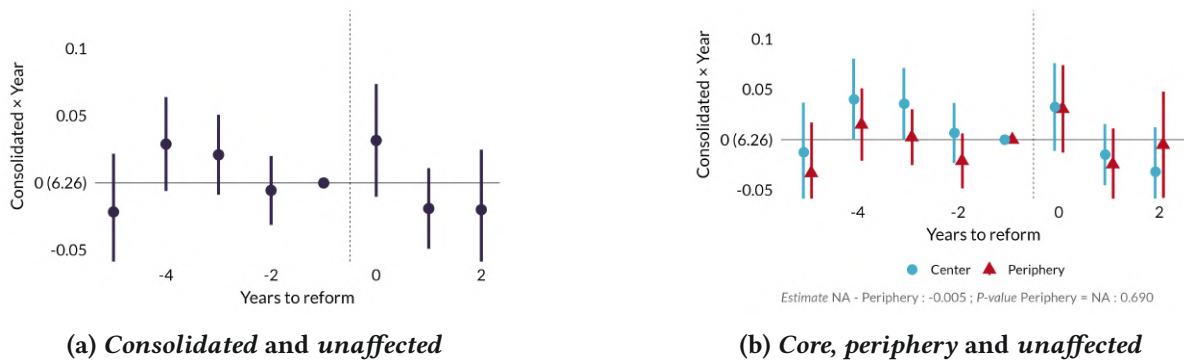 Consolidated × Year
0.1
0.05
0 (6.26)
-0.05
-4
-2
0
2
Years to reform
(a) Consolidated and unaffected
Consolidated × Year
0.1
0.05
0 (6.26)
-0.05
-4
-2
0
2
Years to reform
Center
Periphery
Estimate NA - Periphery : -0.005 ; P-value Periphery = NA : 0.690
(b) Core, periphery and unaffected